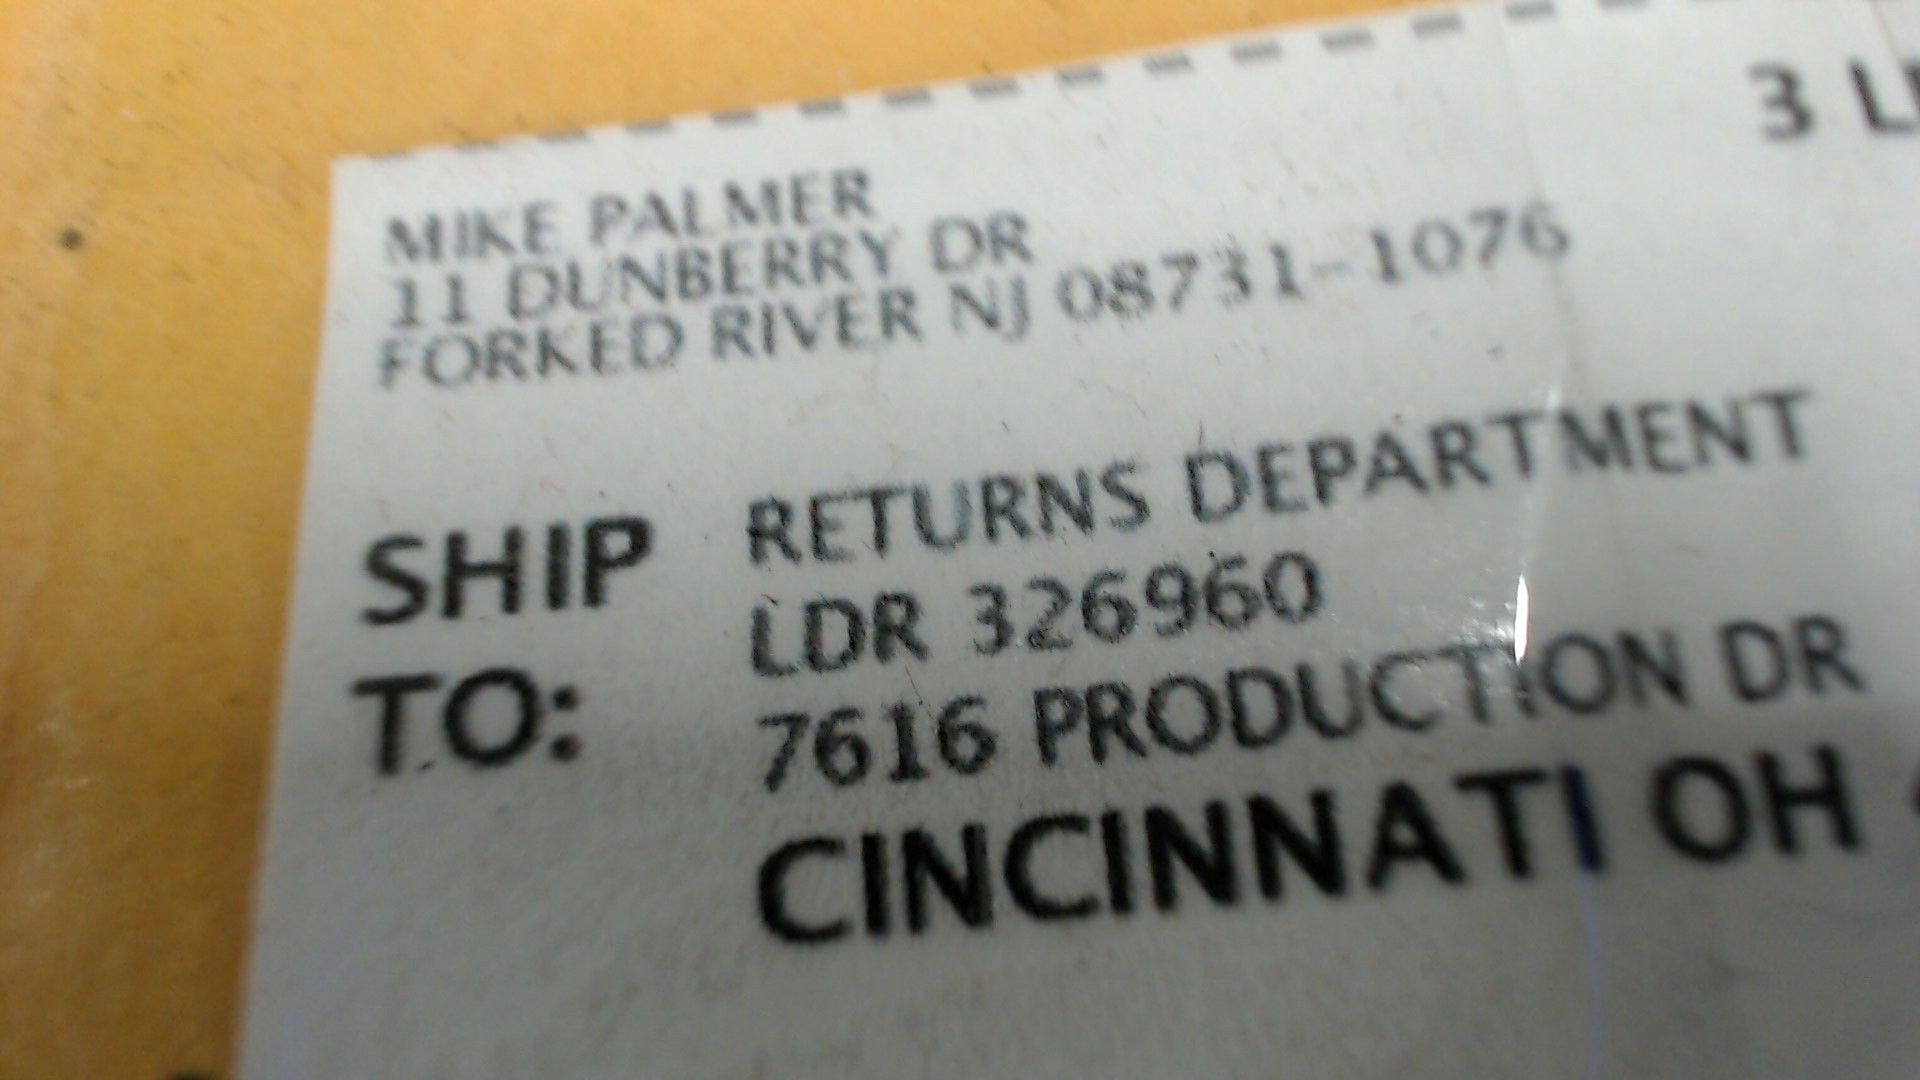 MIKE PALMER
11 DUNBERRY DR
FORKED RIVER NJ 08731-1076
3
SHIP TO:
RETURNS DEPARTMENT
LDR 326960
7616 PRODUCTION DR
CINCINNATI OH